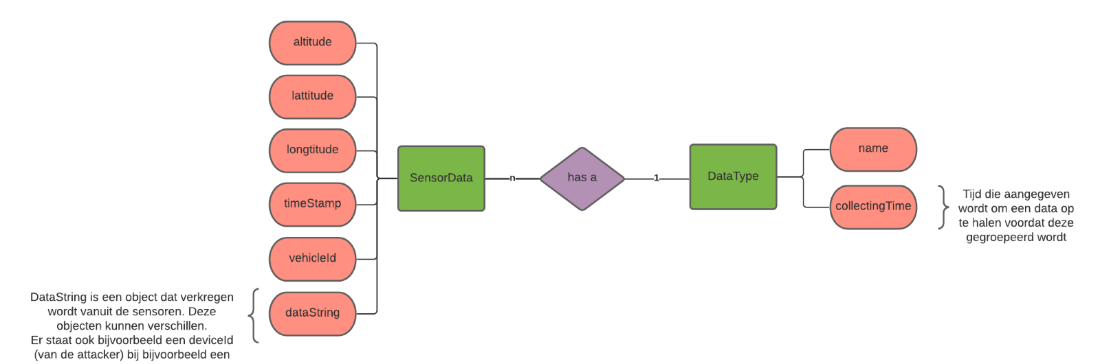 altitude
lattitude
longtitude
timeStamp
vehicleId
dataString
SensorData
n
has a
1
DataType
name
collectingTime
Tijd die aangegeven
wordt om een data op
te halen voordat deze
gegroepeerd wordt
DataString is een object dat verkregen
wordt vanuit de sensoren. Deze
objecten kunnen verschillen.
Er staat ook bijvoorbeeld een deviceId
(van de attacker) bij bijvoorbeeld een